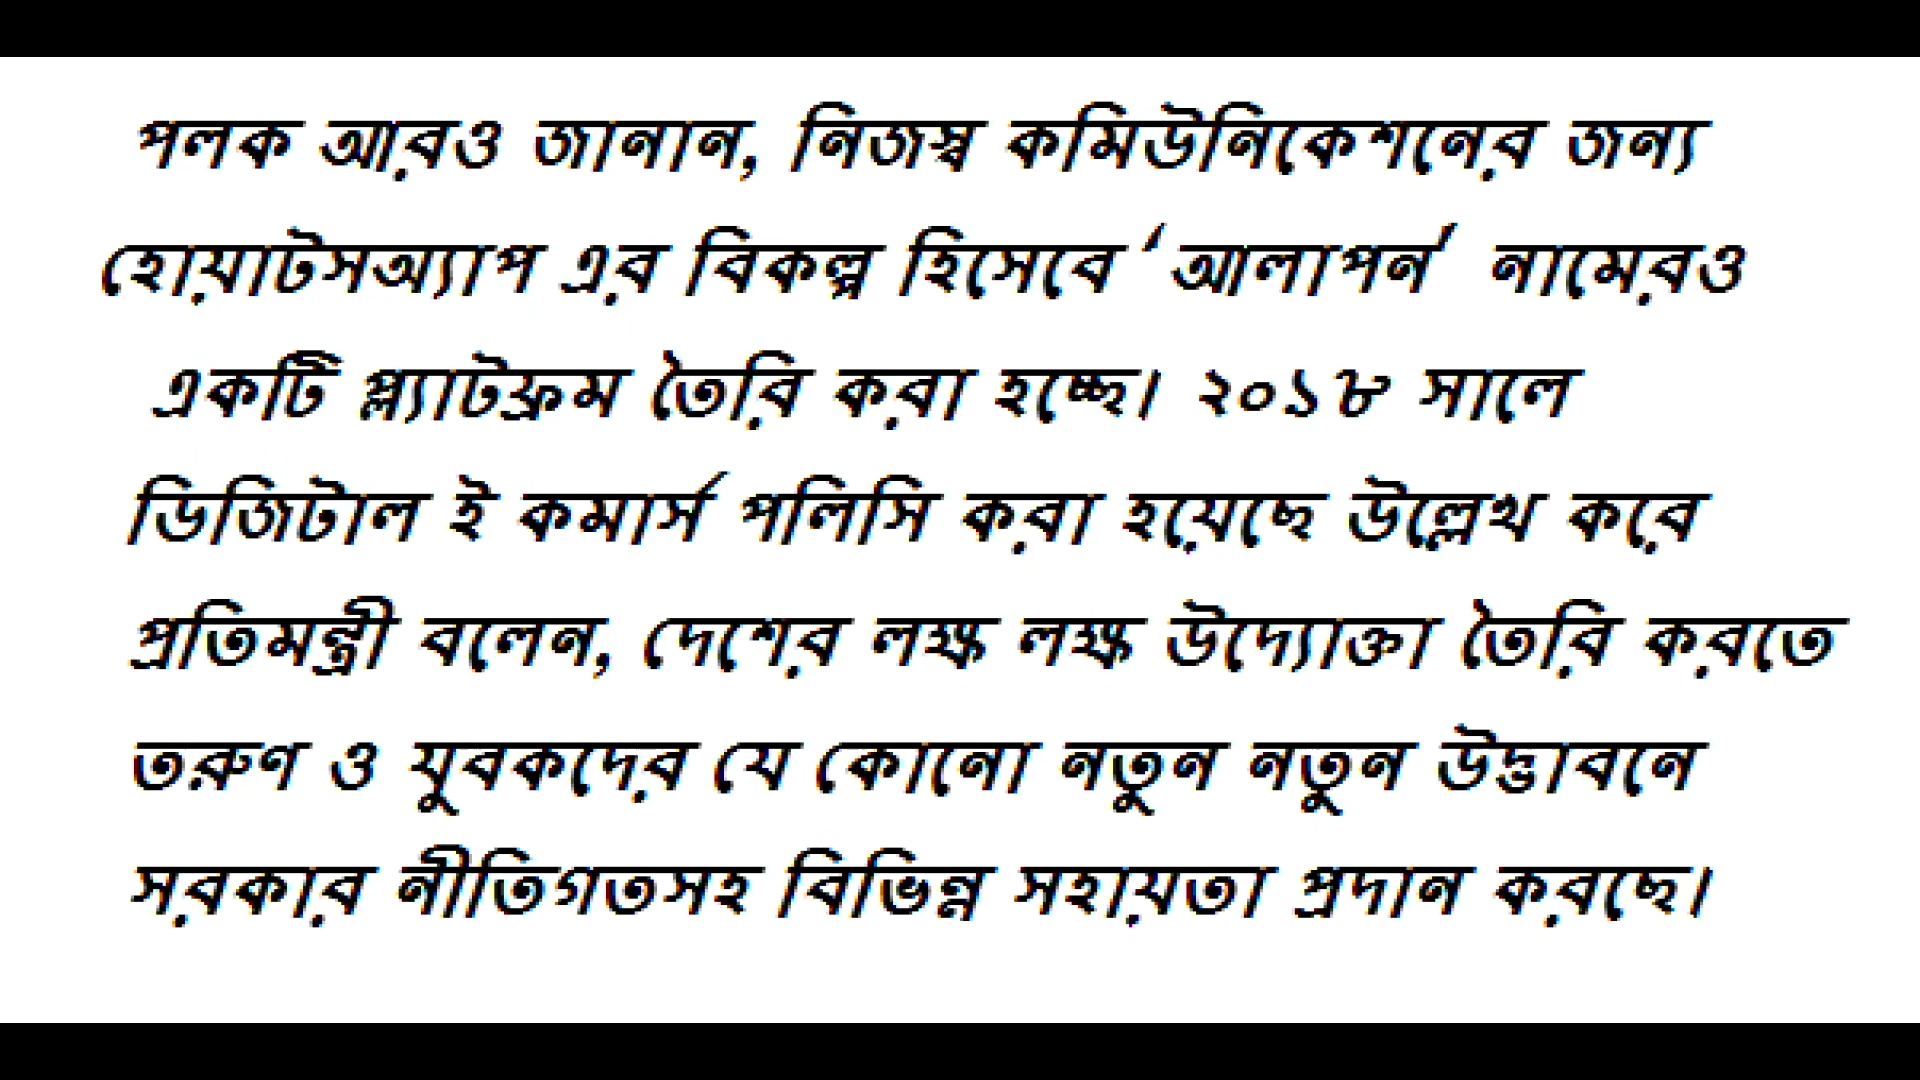 পলক আরও জানান, নিজস্ব কমিউনিকেশনের জন্য
হোয়াটসঅ্যাপ এর বিকল্প হিসেবে ‘আলাপন’ নামেরও
একটি প্ল্যাটফ্রম তৈরি করা হচ্ছে। ২০১৮ সালে
ডিজিটাল ই কমার্স পলিসি করা হয়েছে উল্লেখ করে
প্রতিমন্ত্রী বলেন, দেশের লক্ষ লক্ষ উদ্যোক্তা তৈরি করতে
তরুণ ও যুবকদের যে কোনো নতুন নতুন উদ্ভাবনে
সরকার নীতিগতসহ বিভিন্ন সহায়তা প্রদান করছে।